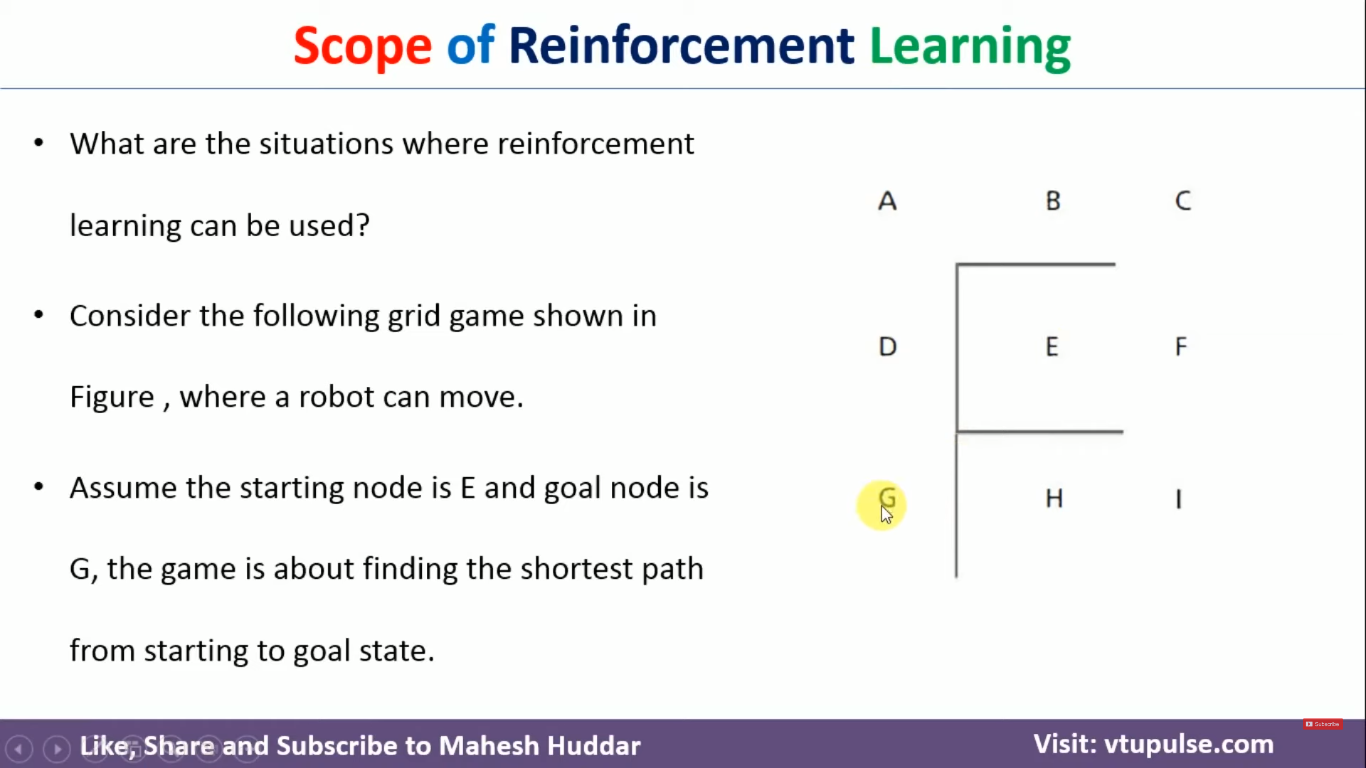 Scope of Reinforcement Learning
• What are the situations where reinforcement
learning can be used?
• Consider the following grid game shown in
Figure , where a robot can move.
• Assume the starting node is E and goal node is
G, the game is about finding the shortest path
from starting to goal state.
A B C
D E F
G H I
Subscribe
Like, Share and Subscribe to Mahesh Huddar
Visit: vtupulse.com